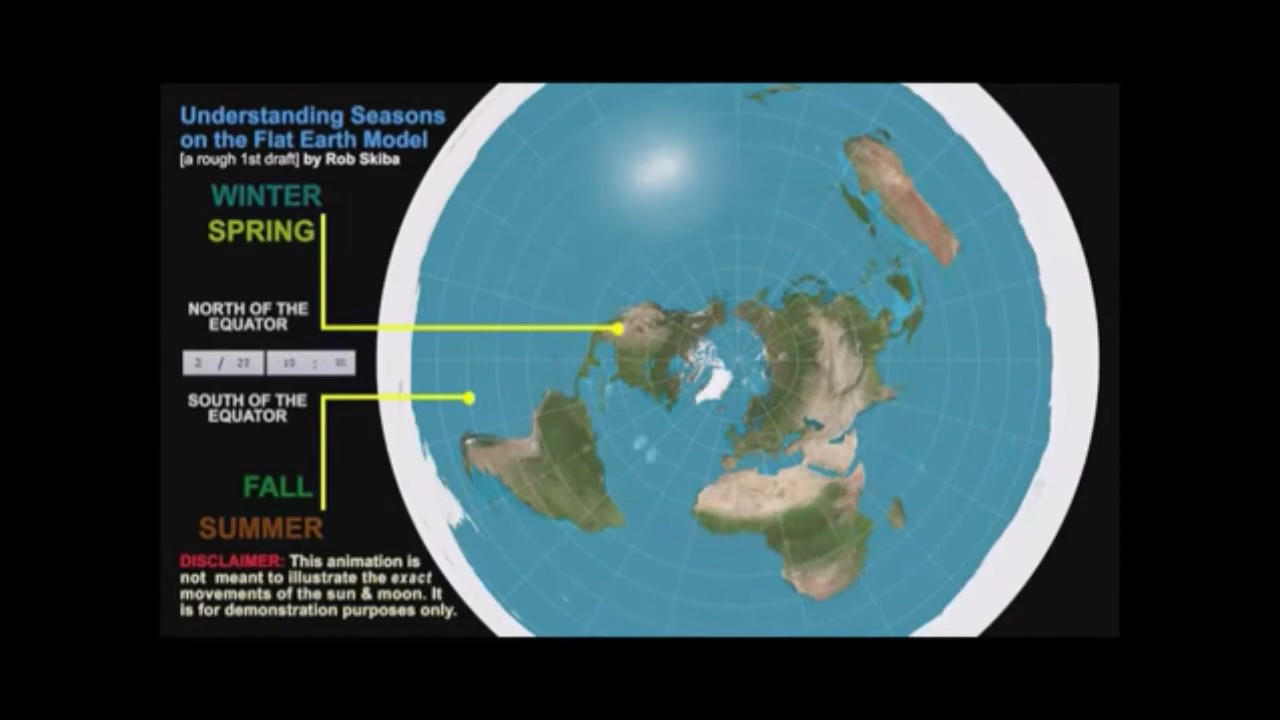 Understanding Seasons
on the Flat Earth Model
[a rough 1st draft] by Rob Skiba
WINTER
SPRING
NORTH OF THE
EQUATOR
2 / 27
SOUTH OF THE
EQUATOR
FALL
SUMMER
DISCLAIMER: This animation is
not meant to illustrate the exact
movements of the sun & moon. It
is for demonstration purposes only.